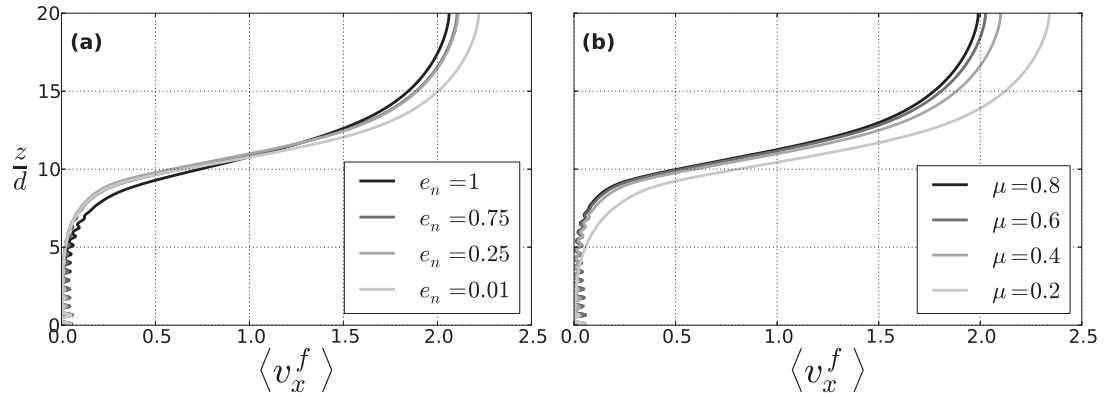 (a)
20
15
10
5
0
z/d
0.0 0.5 1.0 1.5 2.0 2.5
e_n=1
e_n=0.75
e_n=0.25
e_n=0.01
⟨v_x^f⟩
(b)
0.0 0.5 1.0 1.5 2.0 2.5
μ=0.8
μ=0.6
μ=0.4
μ=0.2
⟨v_x^f⟩